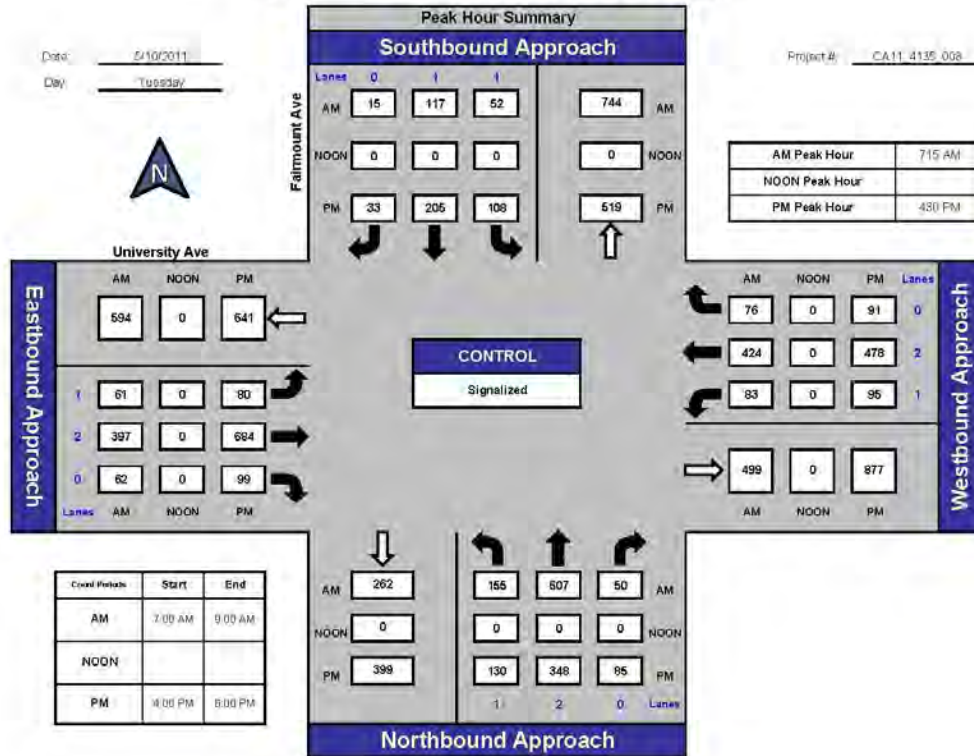 Peak Hour Summary
Southbound Approach
Date: 5/10/2011
Project #: CA11_4135_008
Day: Tuesday
Lanes 0 1 1
AM 15 117 52 744 AM
NOON 0 0 0 0 NOON
PM 33 205 108 519 PM
Fairmount Ave
N
AM Peak Hour 715 AM
NOON Peak Hour
PM Peak Hour 430 PM
University Ave
Eastbound Approach
AM NOON PM
594 0 641
1 61 0 80
2 397 0 684
0 62 0 99
Lanes AM NOON PM
CONTROL
Signalized
Westbound Approach
AM NOON PM Lanes
76 0 91 0
424 0 478 2
83 0 95 1
499 0 877
AM NOON PM
Count Periods Start End
AM 7:00 AM 9:00 AM
NOON
PM 4:00 PM 6:00 PM
AM 262 155 607 50 AM
NOON 0 0 0 0 NOON
PM 399 130 348 85 PM
1 2 0 Lanes
Northbound Approach